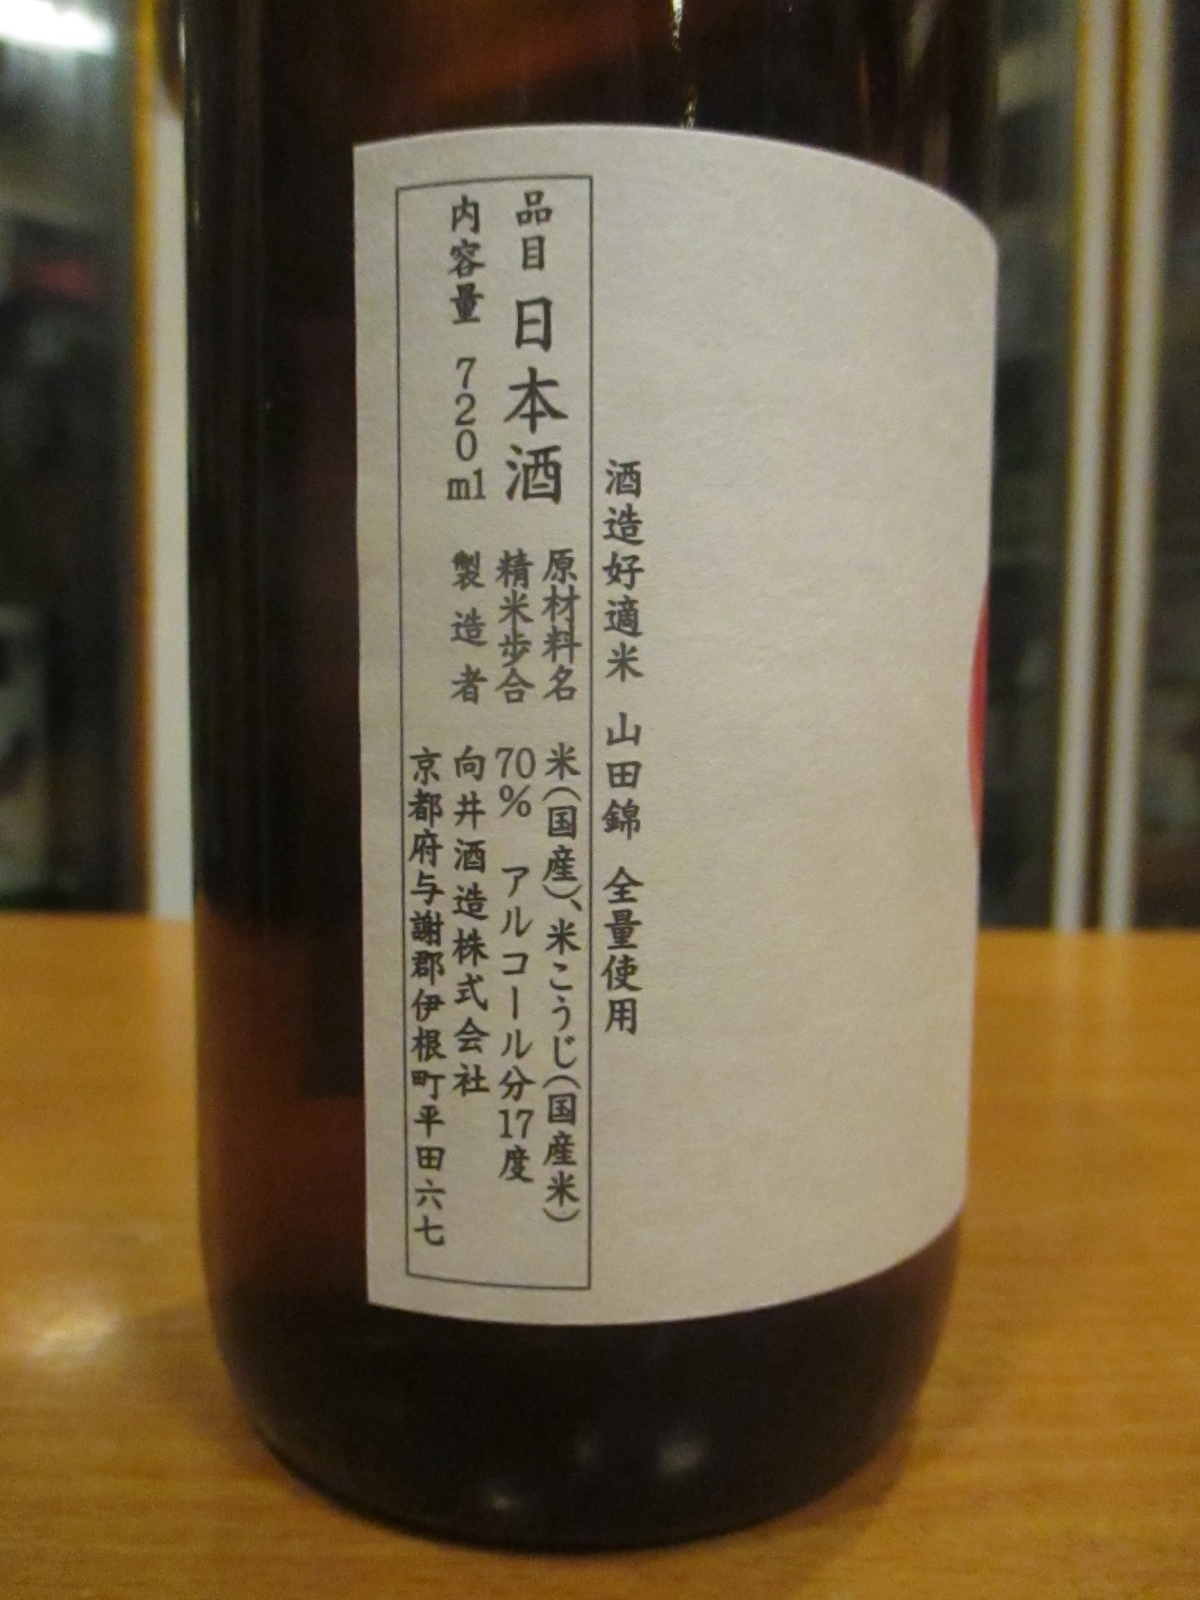 酒造好適米 山田錦 全量使用
品目 日本酒
内容量 720ml
原材料名 米(国産)、米こうじ(国産米)
精米歩合 70% アルコール分17度
製造者 向井酒造株式会社
京都府与謝郡伊根町平田六七